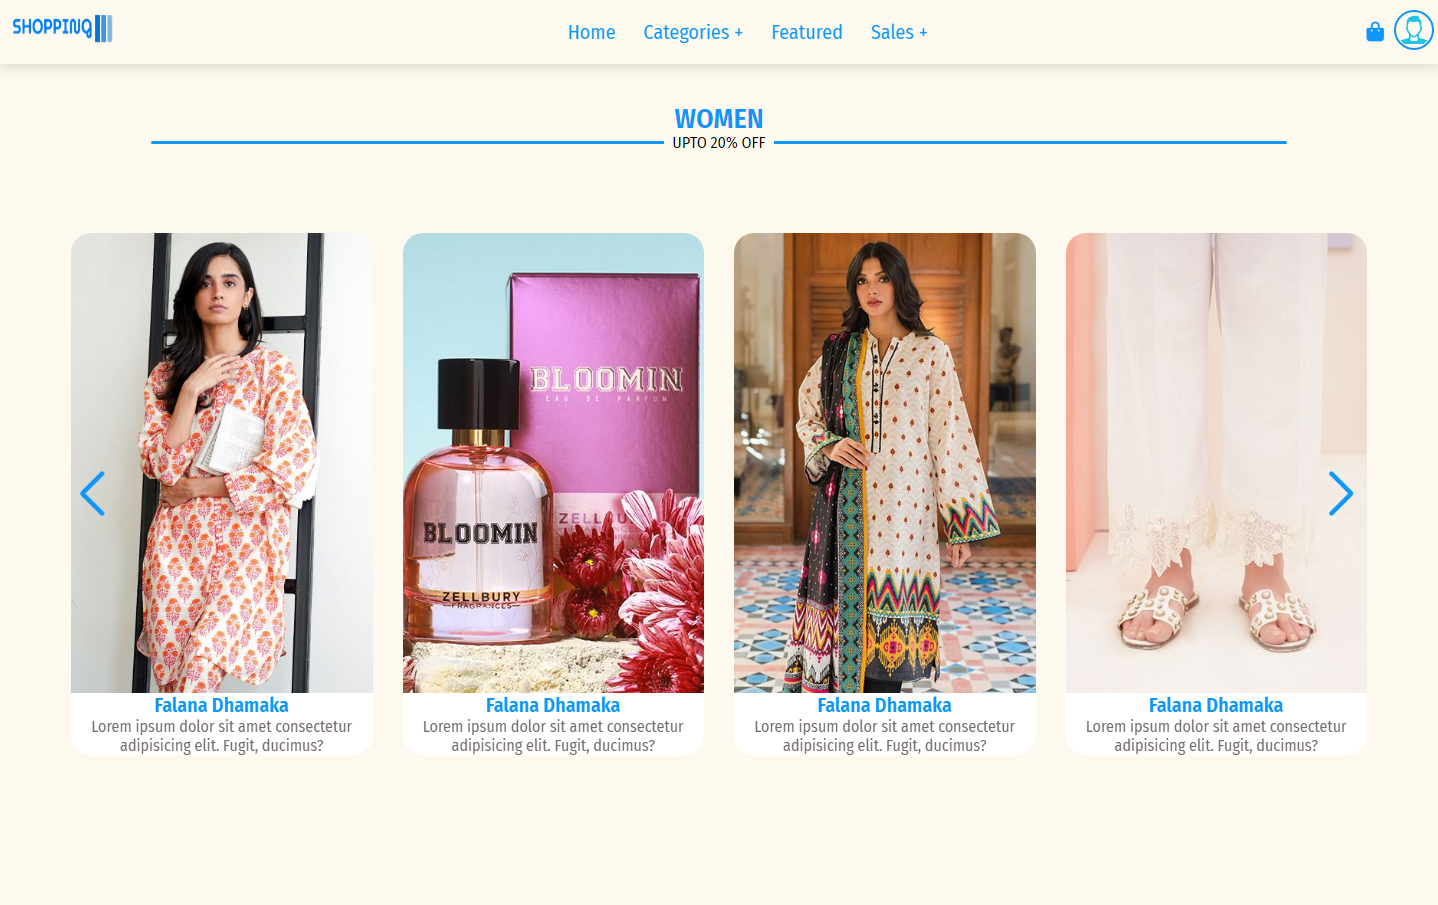 SHOPPING
Home Categories + Featured Sales +
WOMEN
UPTO 20% OFF
BLOOMIN
EAU DE PARFUM
BLOOMIN
ZELLBURY
FRAGRANCES
Falana Dhamaka
Lorem ipsum dolor sit amet consectetur
adipisicing elit. Fugit, ducimus?
Falana Dhamaka
Lorem ipsum dolor sit amet consectetur
adipisicing elit. Fugit, ducimus?
Falana Dhamaka
Lorem ipsum dolor sit amet consectetur
adipisicing elit. Fugit, ducimus?
Falana Dhamaka
Lorem ipsum dolor sit amet consectetur
adipisicing elit. Fugit, ducimus?